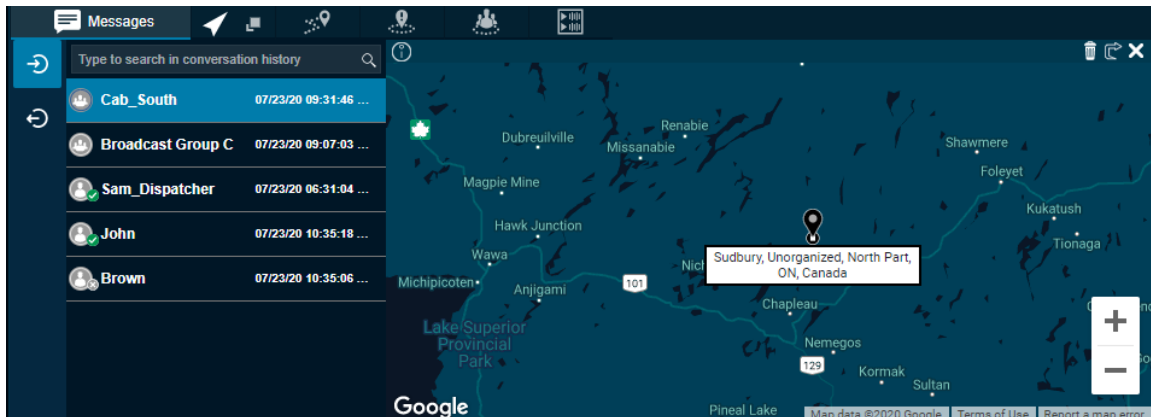 Messages
Type to search in conversation history
Cab_South 07/23/20 09:31:46 ...
Broadcast Group C 07/23/20 09:07:03 ...
Sam_Dispatcher 07/23/20 06:31:04 ...
John 07/23/20 10:35:18 ...
Brown 07/23/20 10:35:06 ...
Renabie
Dubreuilville
Missanabie
Shawmere
Foleyet
Magpie Mine
Kukatush
Hawk Junction
Tionaga
Wawa
Sudbury, Unorganized, North Part,
ON, Canada
Nic
Michipicoten
101
Anjigami
Chapleau
Lake Superior
Provincial
Park
Nemegos
129
Kormak
Sultan
Google
Pineal Lake
Map data ©2020 Google
Terms of Use
Report a map error